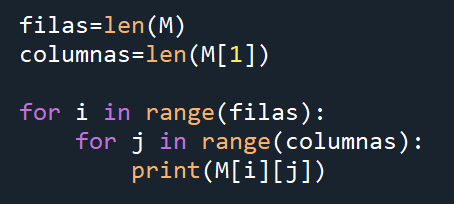 filas=len(M)
columnas=len(M[1])

for i in range(filas):
    for j in range(columnas):
        print(M[i][j])